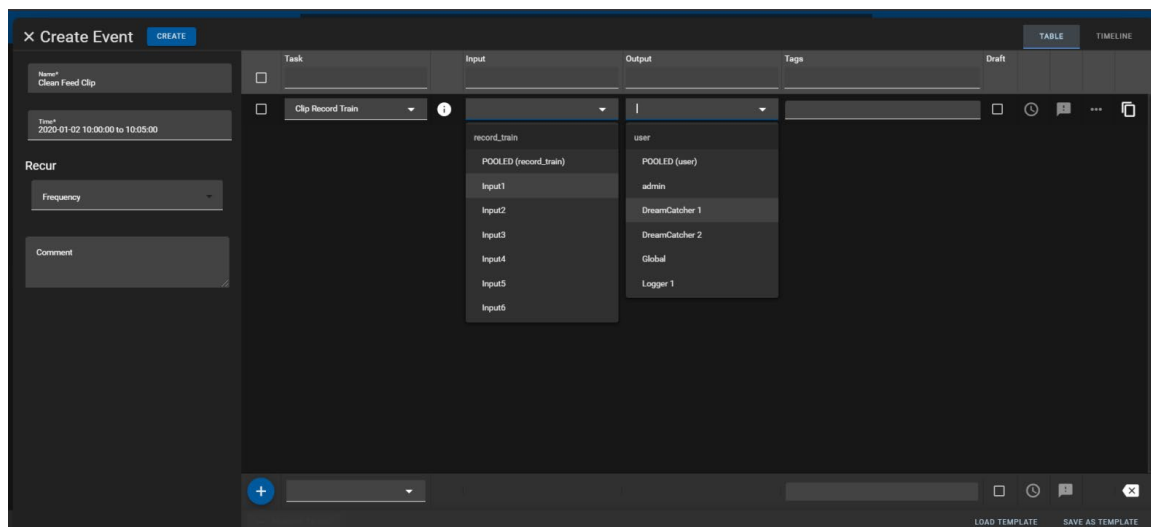 Create Event
CREATE
TABLE
TIMELINE
Name*
Clean Feed Clip
Time*
2020-01-02 10:00:00 to 10:05:00
Recur
Frequency
Comment
Task
Input
Output
Tags
Draft
Clip Record Train
record_train
POOLED (record_train)
Input1
Input2
Input3
Input4
Input5
Input6
user
POOLED (user)
admin
DreamCatcher 1
DreamCatcher 2
Global
Logger 1
LOAD TEMPLATE
SAVE AS TEMPLATE